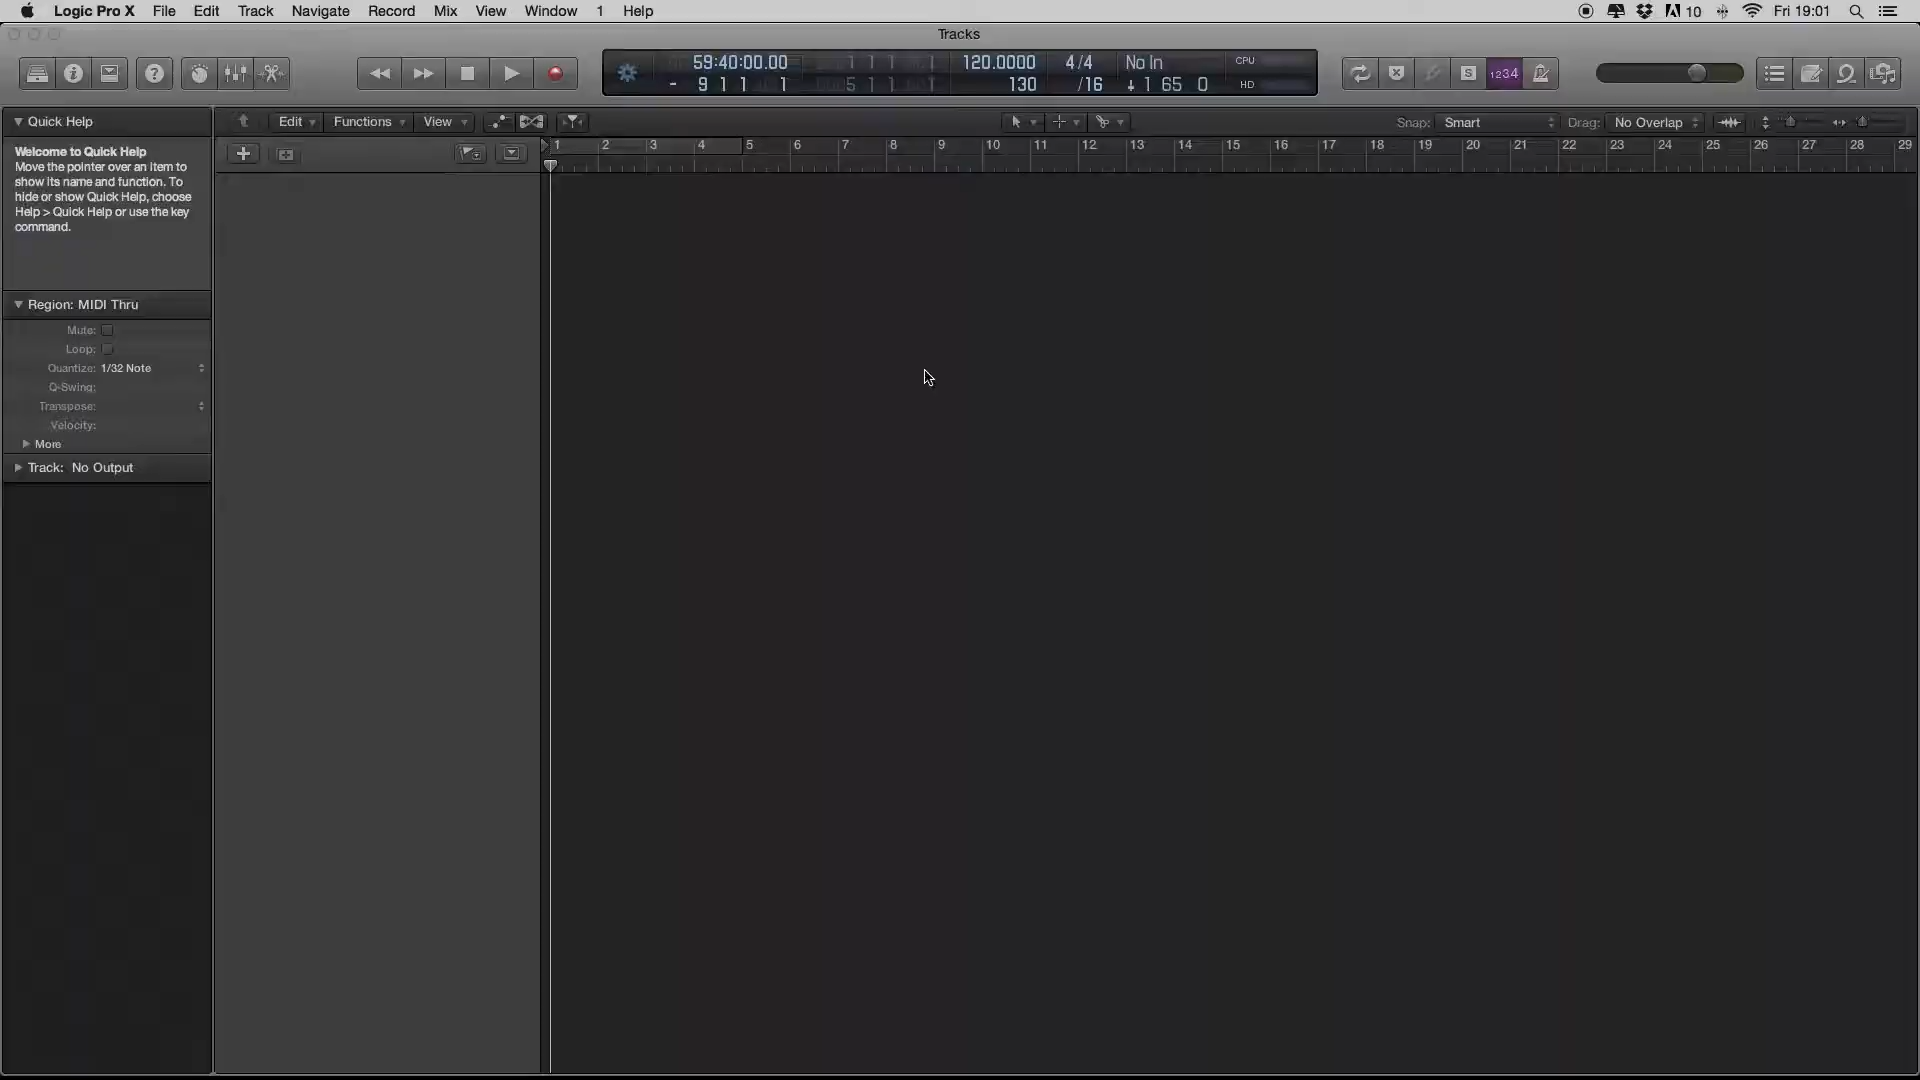 Logic Pro X File Edit Track Navigate Record Mix View Window 1 Help 10 Fri 19:01
Tracks
59:40:00.00 120.0000 4/4 No In CPU
- 9 1 1 1 130 /16 1 65 0 HD
S 1234
Quick Help
Edit Functions View Snap: Smart Drag: No Overlap
1 2 3 4 5 6 7 8 9 10 11 12 13 14 15 16 17 18 19 20 21 22 23 24 25 26 27 28 29
Welcome to Quick Help
Move the pointer over an item to
show its name and function. To
hide or show Quick Help, choose
Help > Quick Help or use the key
command.
Region: MIDI Thru
Mute:
Loop:
Quantize: 1/32 Note
Q-Swing:
Transpose:
Velocity:
More
Track: No Output